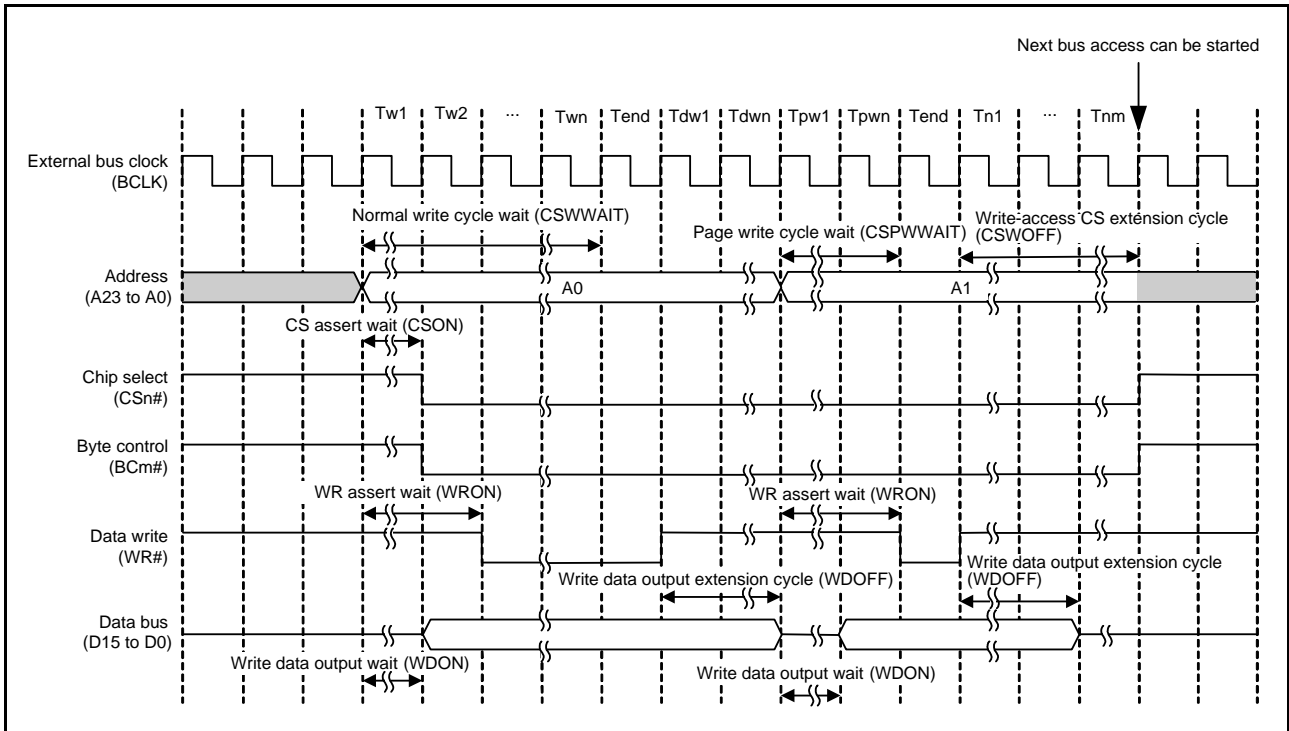 Next bus access can be started
Tw1 Tw2 ... Twn Tend Tdw1 Tdwn Tpw1 Tpwn Tend Tn1 ... Tnm
External bus clock
(BCLK)
Normal write cycle wait (CSWWAIT)
Page write cycle wait (CSPWWAIT)
Write-access CS extension cycle
(CSWOFF)
Address
(A23 to A0)
A0
A1
CS assert wait (CSON)
Chip select
(CSn#)
Byte control
(BCm#)
WR assert wait (WRON)
WR assert wait (WRON)
Data write
(WR#)
Write data output extension cycle (WDOFF)
Write data output extension cycle
(WDOFF)
Data bus
(D15 to D0)
Write data output wait (WDON)
Write data output wait (WDON)